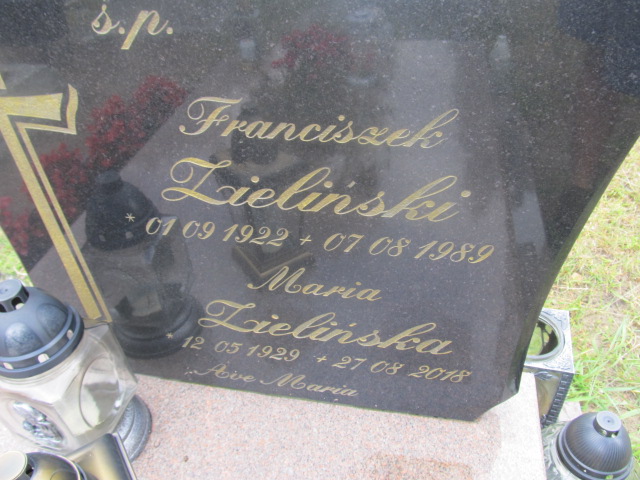 ś.p.
Franciszek
Zieliński
* 01 09 1922 + 07 08 1989
Maria
Zielińska
* 12 05 1929 + 27 08 2018
Ave Maria